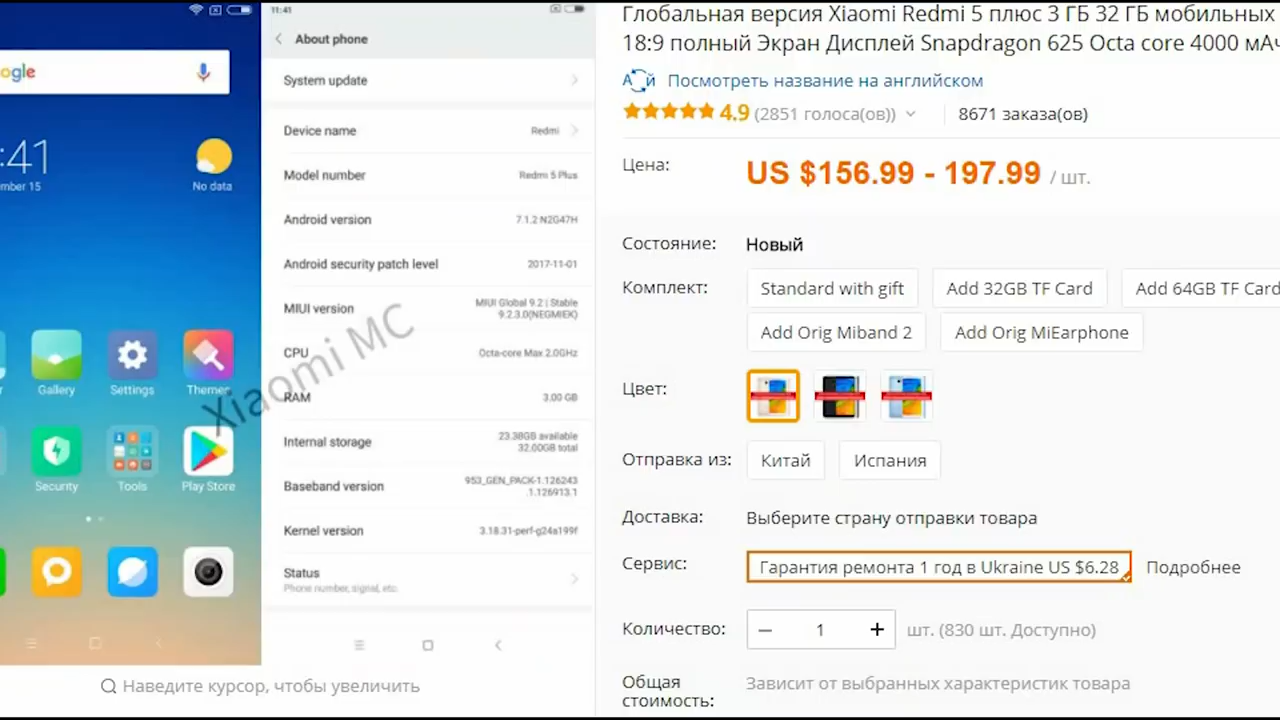 ogle
:41
mber 15
No data
Gallery
Settings
Themes
Security
Tools
Play Store
11:41
About phone
System update
Device name Redmi
Model number Redmi 5 Plus
Android version 7.1.2 N2G47H
Android security patch level 2017-11-01
MIUI version MIUI Global 9.2 | Stable
9.2.3.0(NEGMIEK)
CPU Octa-core Max 2.0GHz
RAM 3.00 GB
Internal storage 23.38GB available
32.00GB total
Baseband version 953_GEN_PACK-1.126243
.1.126913.1
Kernel version 3.18.31-perf-g24a199f
Status
Phone number, signal, etc.
Xiaomi MC
Наведите курсор, чтобы увеличить
Глобальная версия Xiaomi Redmi 5 плюс 3 ГБ 32 ГБ мобильных
18:9 полный Экран Дисплей Snapdragon 625 Octa core 4000 мАч
Посмотреть название на английском
4.9 (2851 голоса(ов)) 8671 заказа(ов)
Цена: US $156.99 - 197.99 / шт.
Состояние: Новый
Комплект: Standard with gift Add 32GB TF Card Add 64GB TF Card
Add Orig Miband 2 Add Orig MiEarphone
Цвет:
Отправка из: Китай Испания
Доставка: Выберите страну отправки товара
Сервис: Гарантия ремонта 1 год в Ukraine US $6.28 Подробнее
Количество: − 1 + шт. (830 шт. Доступно)
Общая
стоимость: Зависит от выбранных характеристик товара